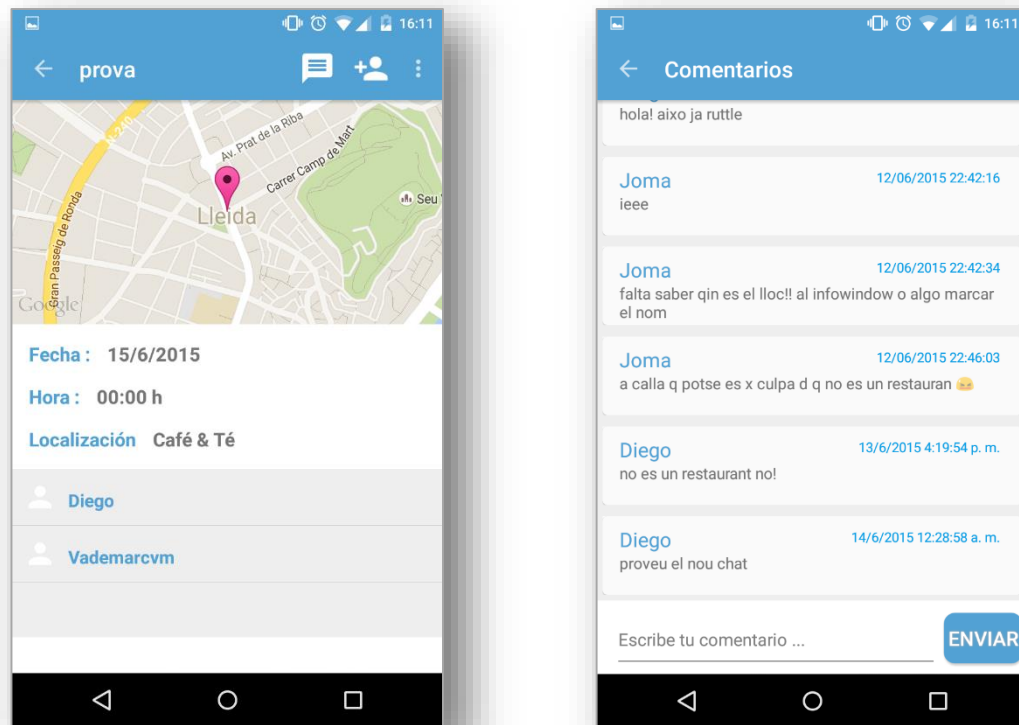 16:11
prova
N-240
Av. Prat de la Riba
Carrer Camp de Mart
Gran Passeig de Ronda
Lleida
Seu
Google
Fecha : 15/6/2015
Hora : 00:00 h
Localización Café & Té
Diego
Vademarcvm
16:11
Comentarios
hola! aixo ja ruttle
Joma 12/06/2015 22:42:16
ieee
Joma 12/06/2015 22:42:34
falta saber qin es el lloc!! al infowindow o algo marcar
el nom
Joma 12/06/2015 22:46:03
a calla q potse es x culpa d q no es un restauran
Diego 13/6/2015 4:19:54 p. m.
no es un restaurant no!
Diego 14/6/2015 12:28:58 a. m.
proveu el nou chat
Escribe tu comentario ... ENVIAR